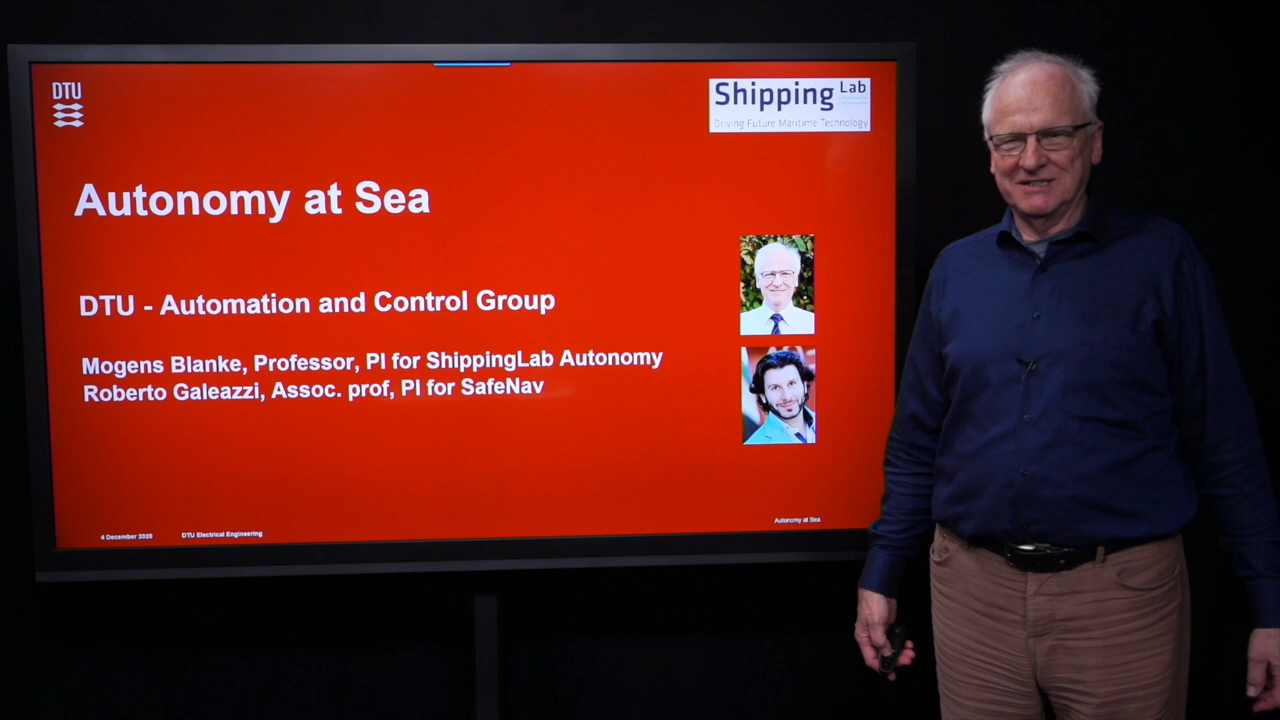 DTU
Shipping Lab
Driving Future Maritime Technology
Autonomy at Sea
DTU - Automation and Control Group
Mogens Blanke, Professor, PI for ShippingLab Autonomy
Roberto Galeazzi, Assoc. prof, PI for SafeNav
4 December 2020 DTU Electrical Engineering
Autonomy at Sea